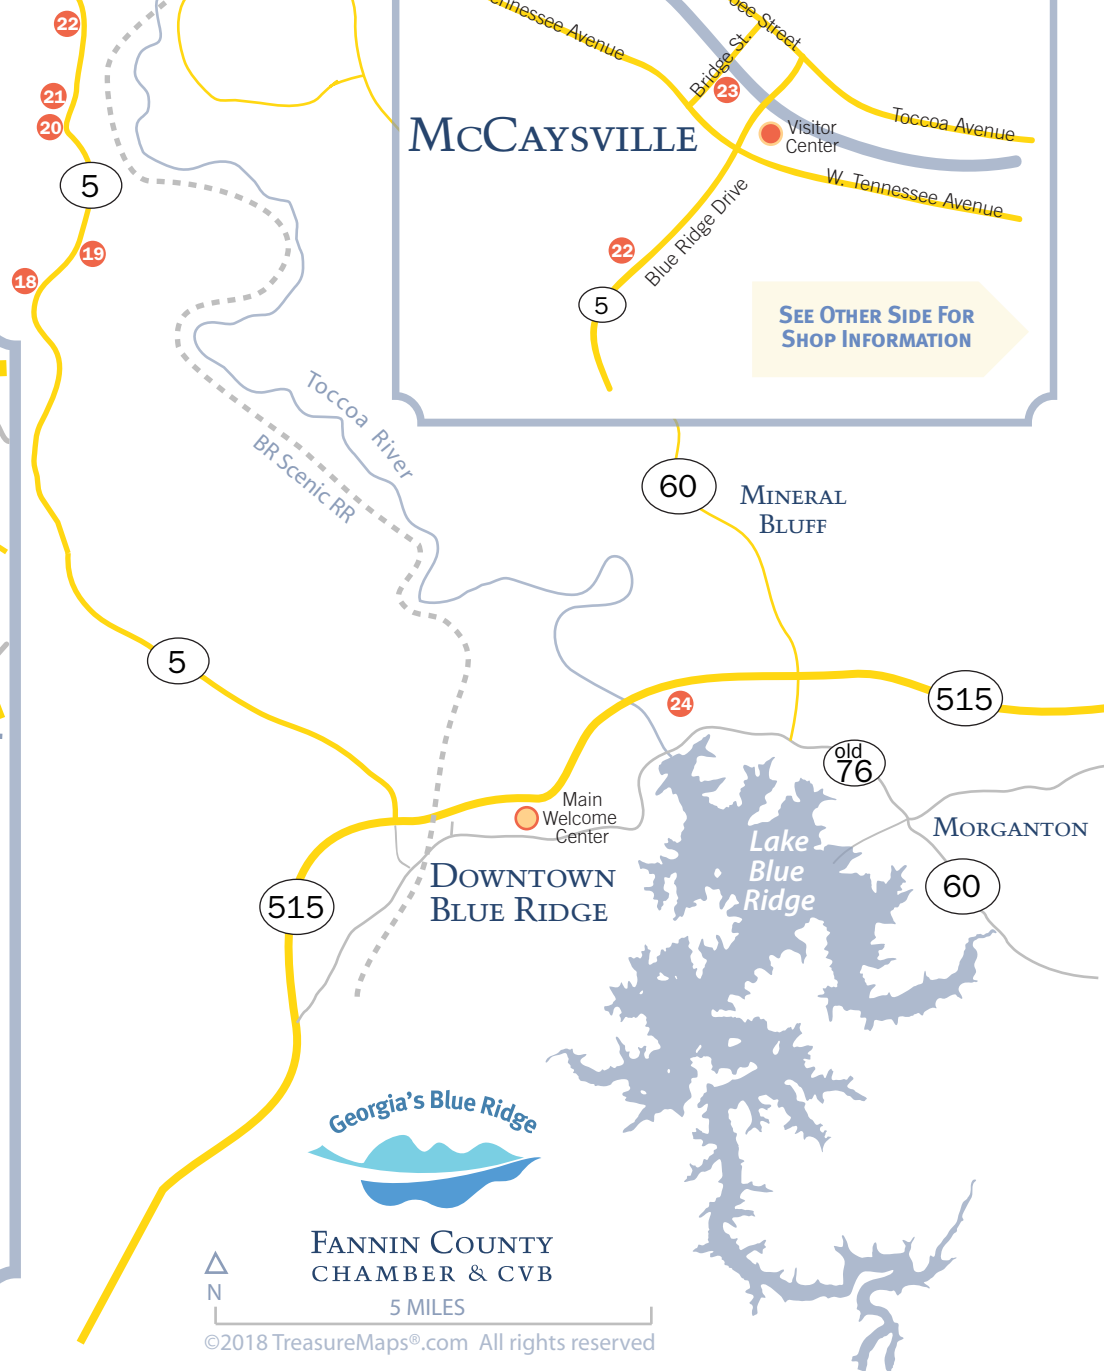 22
21
20
5
19
18
ennessee Avenue
Bridge St.
Street
23
Toccoa Avenue
McCaysville
Visitor
Center
W. Tennessee Avenue
Blue Ridge Drive
22
5
See Other Side For
Shop Information
Toccoa River
BR Scenic RR
60
Mineral
Bluff
5
515
24
old
76
Main
Welcome
Center
Morganton
Lake
Blue
Ridge
Downtown
Blue Ridge
60
515
Georgia's Blue Ridge
Fannin County
Chamber & CVB
N
5 MILES
©2018 TreasureMaps®.com All rights reserved